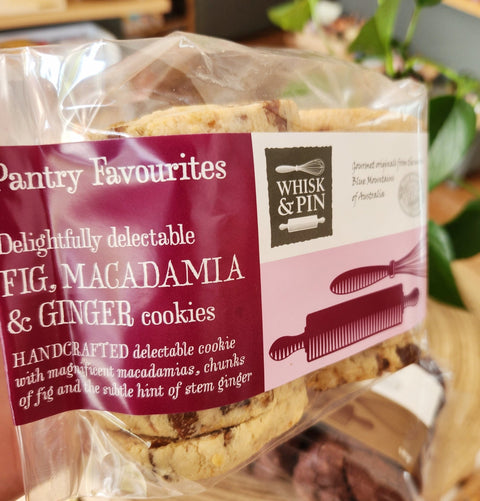 Pantry Favourites
Delightfully delectable
FIG, MACADAMIA
& GINGER cookies
HANDCRAFTED delectable cookie
with magnificent macadamias, chunks
of fig and the subtle hint of stem ginger
WHISK
& PIN
Gourmet originals from the
Blue Mountains
of Australia